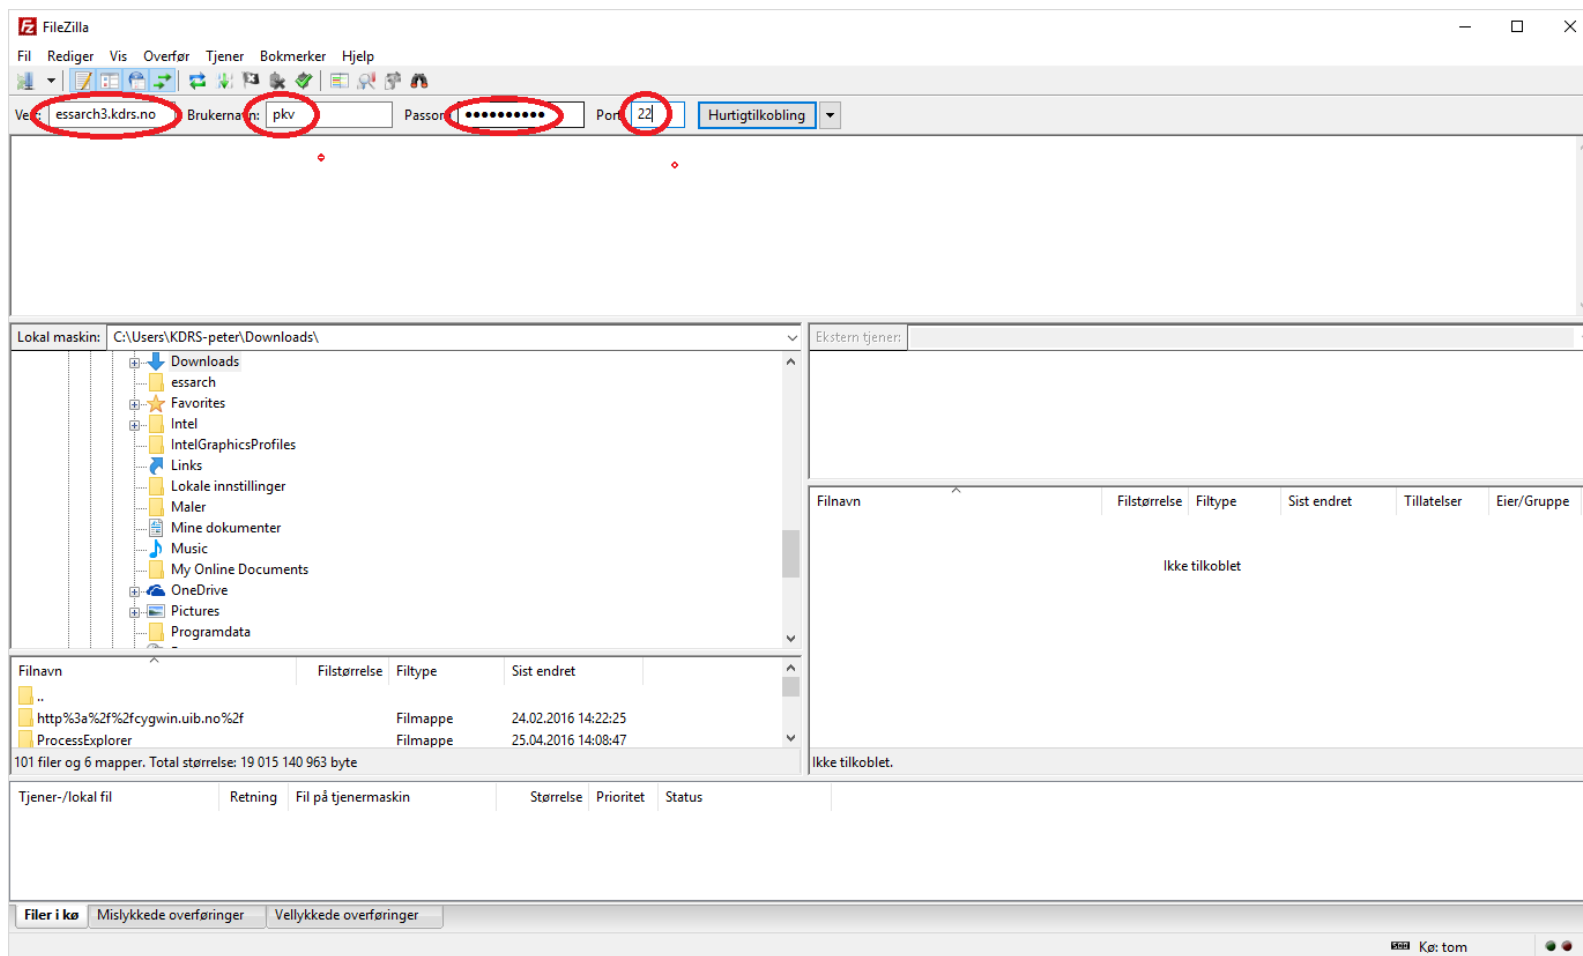 FileZilla
Fil Rediger Vis Overfør Tjener Bokmerker Hjelp
essarch3.kdrs.no Brukernavn: pkv Passord ●●●●●●●●●● Port 22 Hurtigtilkobling
Lokal maskin: C:\Users\KDRS-peter\Downloads\
Ekstern tjener:
Downloads
essarch
Favorites
Intel
IntelGraphicsProfiles
Links
Lokale innstillinger
Maler
Mine dokumenter
Music
My Online Documents
OneDrive
Pictures
Programdata
Filnavn Filstørrelse Filtype Sist endret
..
http%3a%2f%2fcygwin.uib.no%2f Filmappe 24.02.2016 14:22:25
ProcessExplorer Filmappe 25.04.2016 14:08:47
101 filer og 6 mapper. Total størrelse: 19 015 140 963 byte
Filnavn Filstørrelse Filtype Sist endret Tillatelser Eier/Gruppe
Ikke tilkoblet
Ikke tilkoblet.
Tjener-/lokal fil Retning Fil på tjenermaskin Størrelse Prioritet Status
Filer i kø Mislykkede overføringer Vellykkede overføringer
Kø: tom